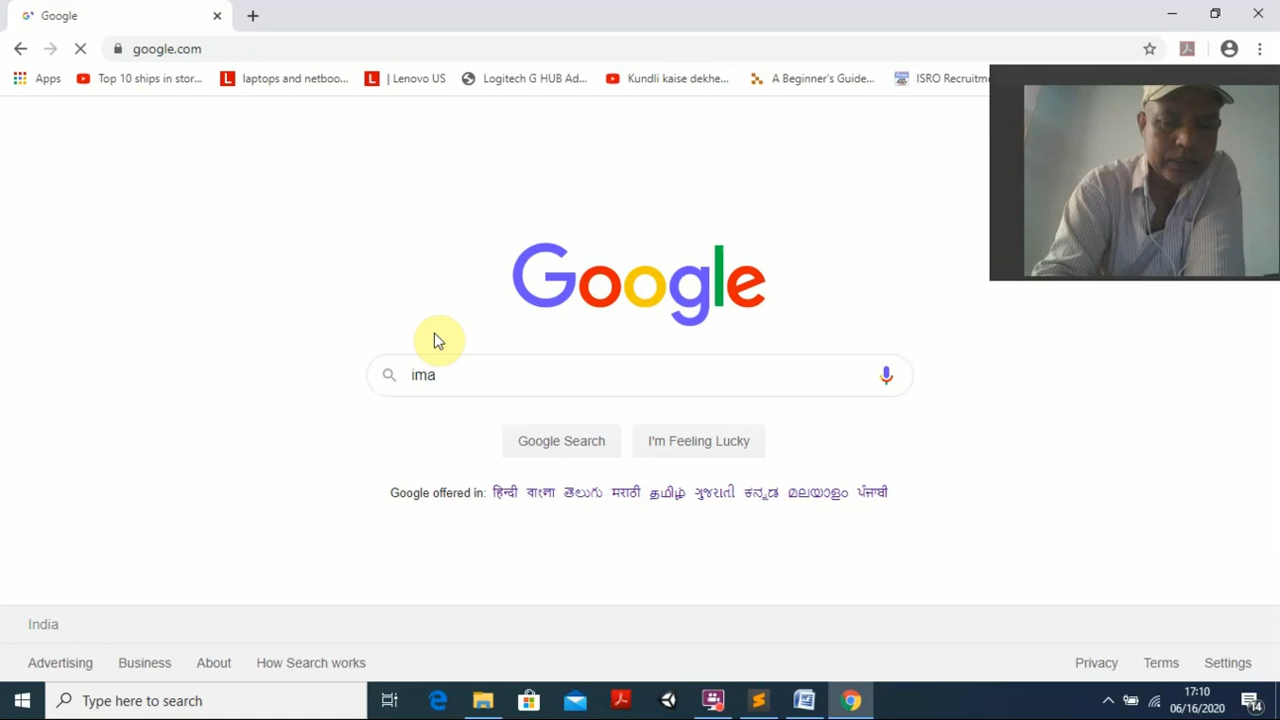 Google
google.com
Apps
Top 10 ships in stor...
laptops and netboo...
| Lenovo US
Logitech G HUB Ad...
Kundli kaise dekhe...
A Beginner's Guide...
ISRO Recruitm
Google
ima
Google Search
I'm Feeling Lucky
Google offered in: हिन्दी বাংলা తెలుగు मराठी தமிழ் ગુજરાતી ಕನ್ನಡ മലയാളം ਪੰਜਾਬੀ
India
Advertising
Business
About
How Search works
Privacy
Terms
Settings
Type here to search
17:10
06/16/2020
14